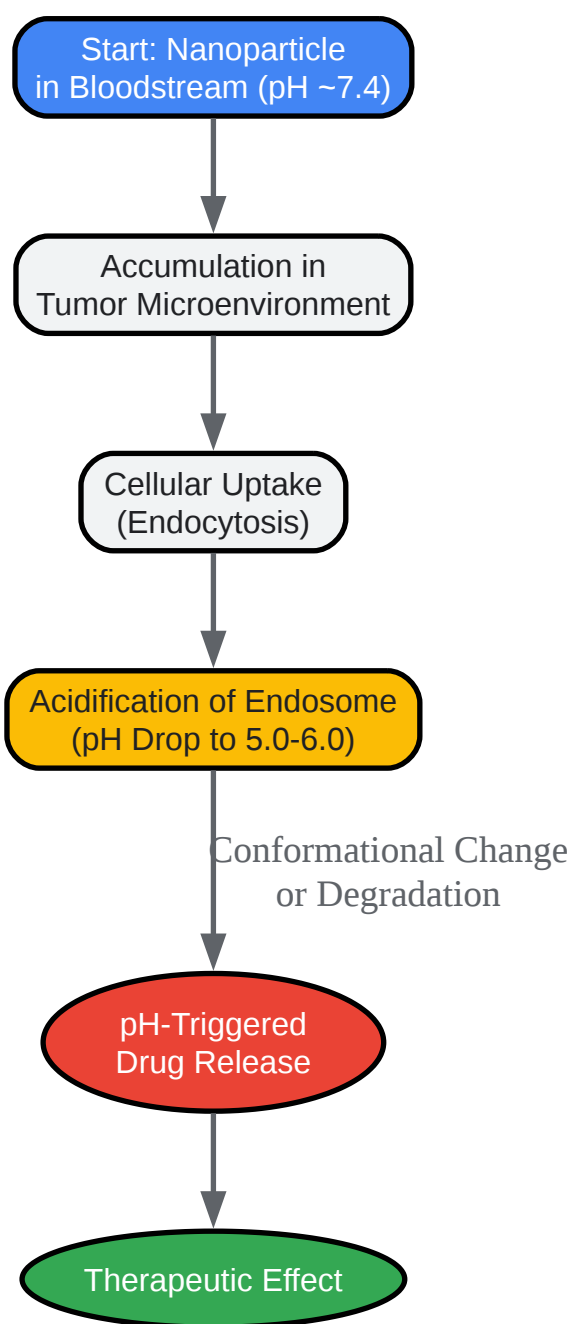 Start: Nanoparticle
in Bloodstream (pH ~7.4)
Accumulation in
Tumor Microenvironment
Cellular Uptake
(Endocytosis)
Acidification of Endosome
(pH Drop to 5.0-6.0)
Conformational Change
or Degradation
pH-Triggered
Drug Release
Therapeutic Effect